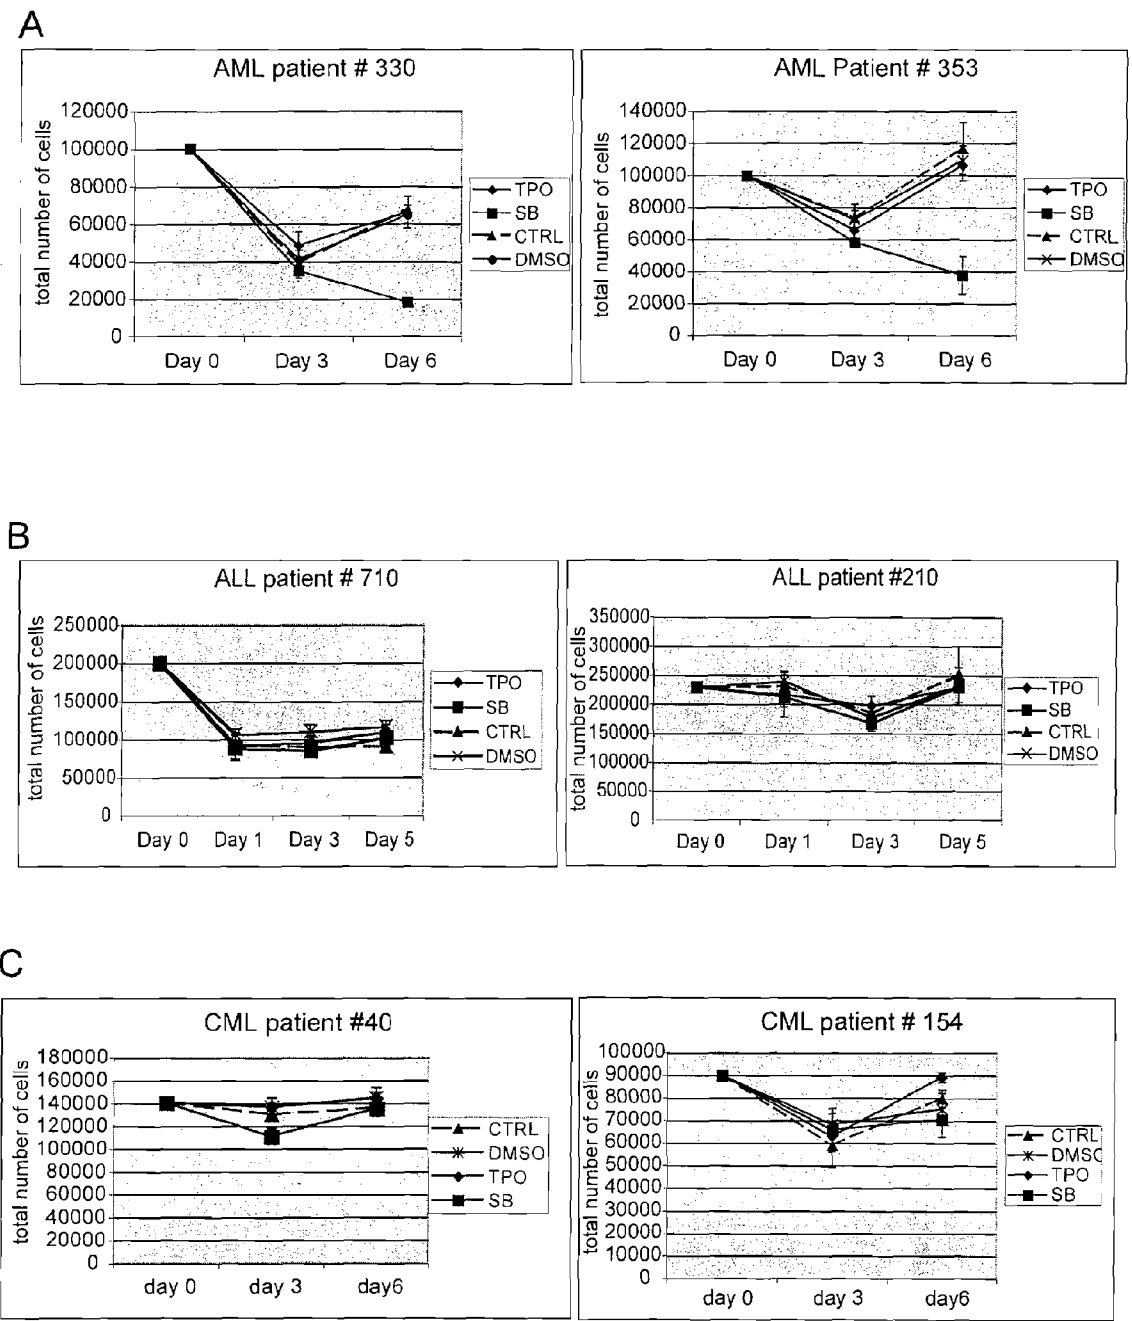 A
AML patient # 330
total number of cells
120000
100000
80000
60000
40000
20000
0
Day 0 Day 3 Day 6
TPO
SB
CTRL
DMSO
AML Patient # 353
total number of cells
140000
120000
100000
80000
60000
40000
20000
0
Day 0 Day 3 Day 6
TPO
SB
CTRL
DMSO
B
ALL patient # 710
total number of cells
250000
200000
150000
100000
50000
0
Day 0 Day 1 Day 3 Day 5
TPO
SB
CTRL
DMSO
ALL patient #210
total number of cells
350000
300000
250000
200000
150000
100000
50000
0
Day 0 Day 1 Day 3 Day 5
TPO
SB
CTRL
DMSO
C
CML patient #40
total number of cells
180000
160000
140000
120000
100000
80000
60000
40000
20000
0
day 0 day 3 day6
CTRL
DMSO
TPO
SB
CML patient # 154
total number of cells
100000
90000
80000
70000
60000
50000
40000
30000
20000
10000
0
day 0 day 3 day6
CTRL
DMSO
TPO
SB